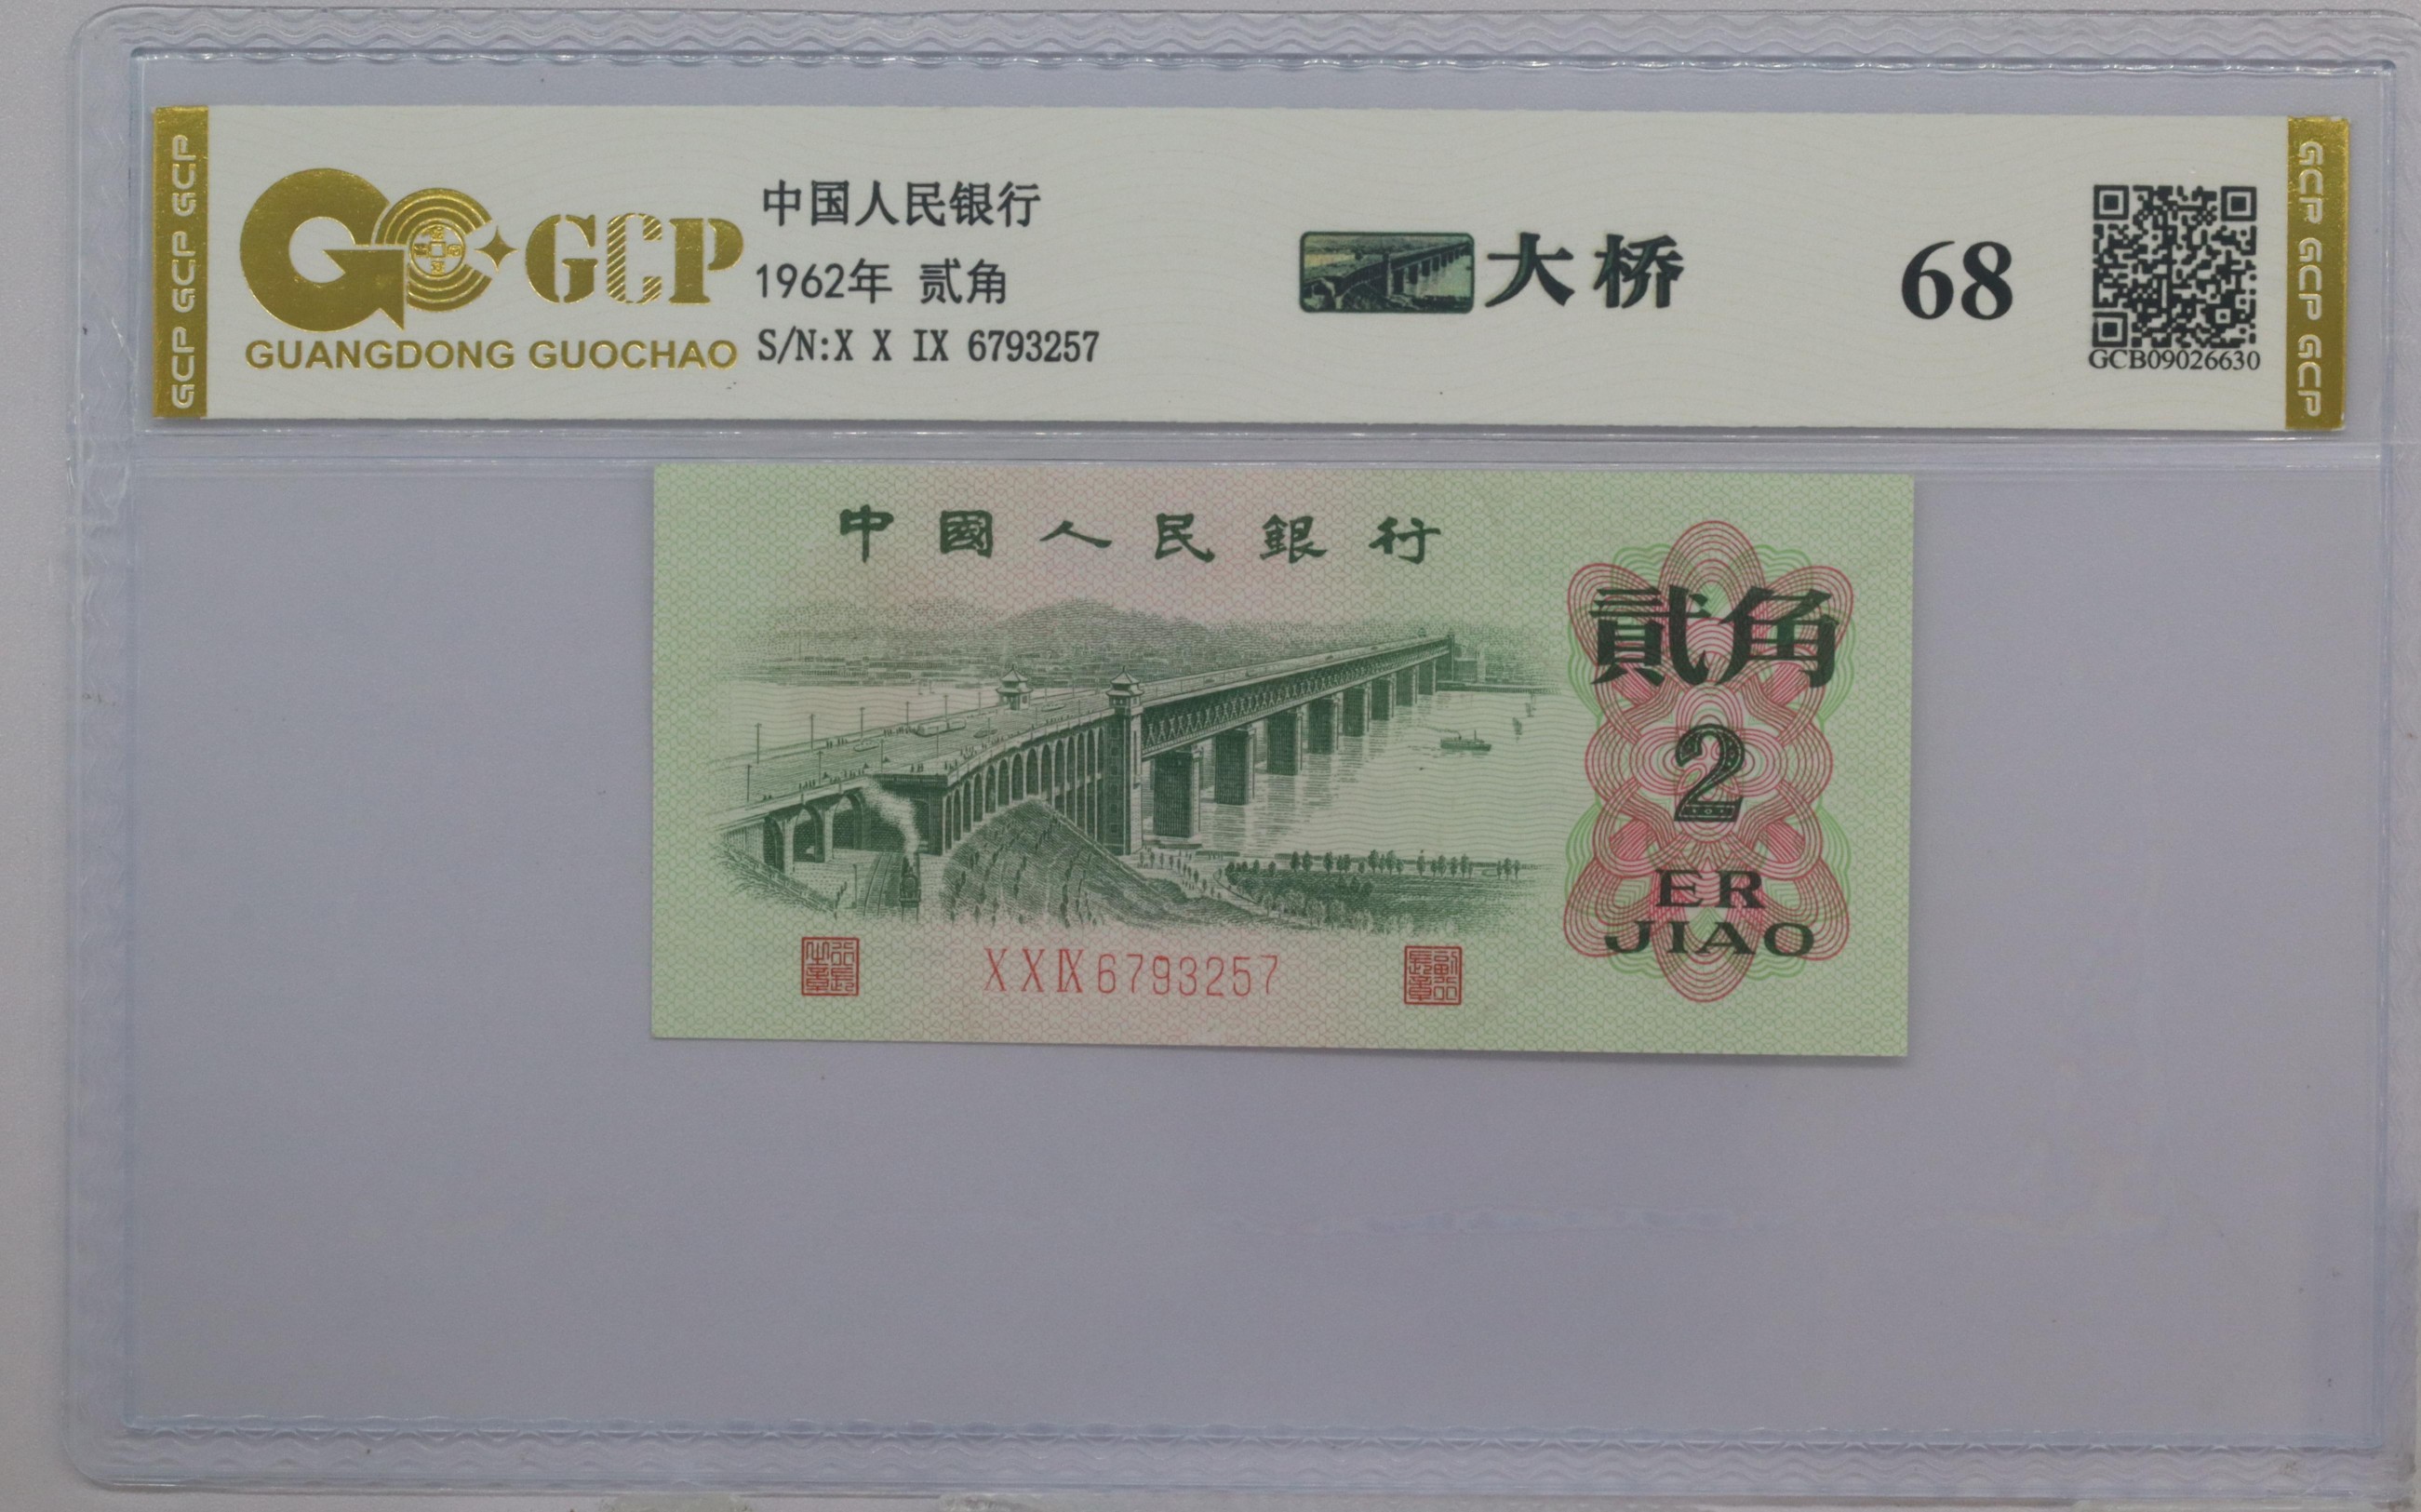 GCP GCP GCP
GCP
GUANGDONG GUOCHAO
中国人民银行
1962年 贰角
S/N:X X IX 6793257
大桥
68
GCB09026630
GCP GCP GCP
中國人民銀行
貳角
2
ER
JIAO
X X IX 6793257